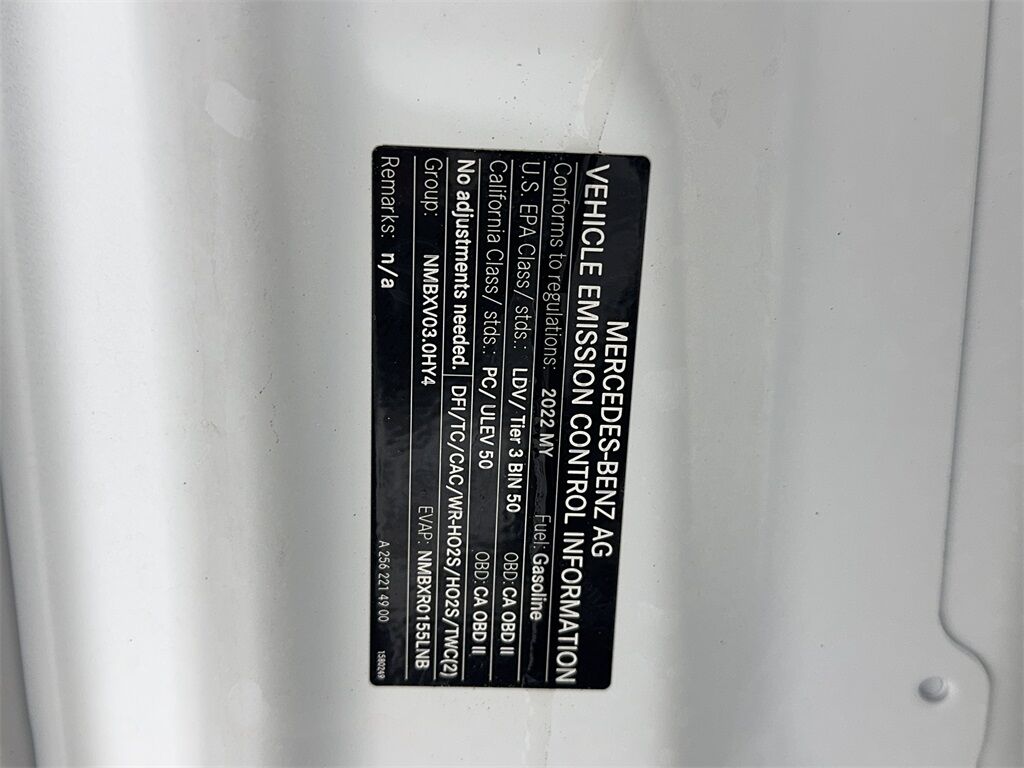 MERCEDES-BENZ AG
VEHICLE EMISSION CONTROL INFORMATION
Conforms to regulations: 2022 MY Fuel: Gasoline
U.S. EPA Class/ stds.: LDV/ Tier 3 BIN 50 OBD: CA OBD II
California Class/ stds.: PC/ ULEV 50 OBD: CA OBD II
No adjustments needed. DFI/TC/CAC/WR-HO2S/HO2S/TWC(2)
Group: NMBXV03.0HY4 EVAP: NMBXR0155LNB
Remarks: n/a A 256 221 49 00 1580249